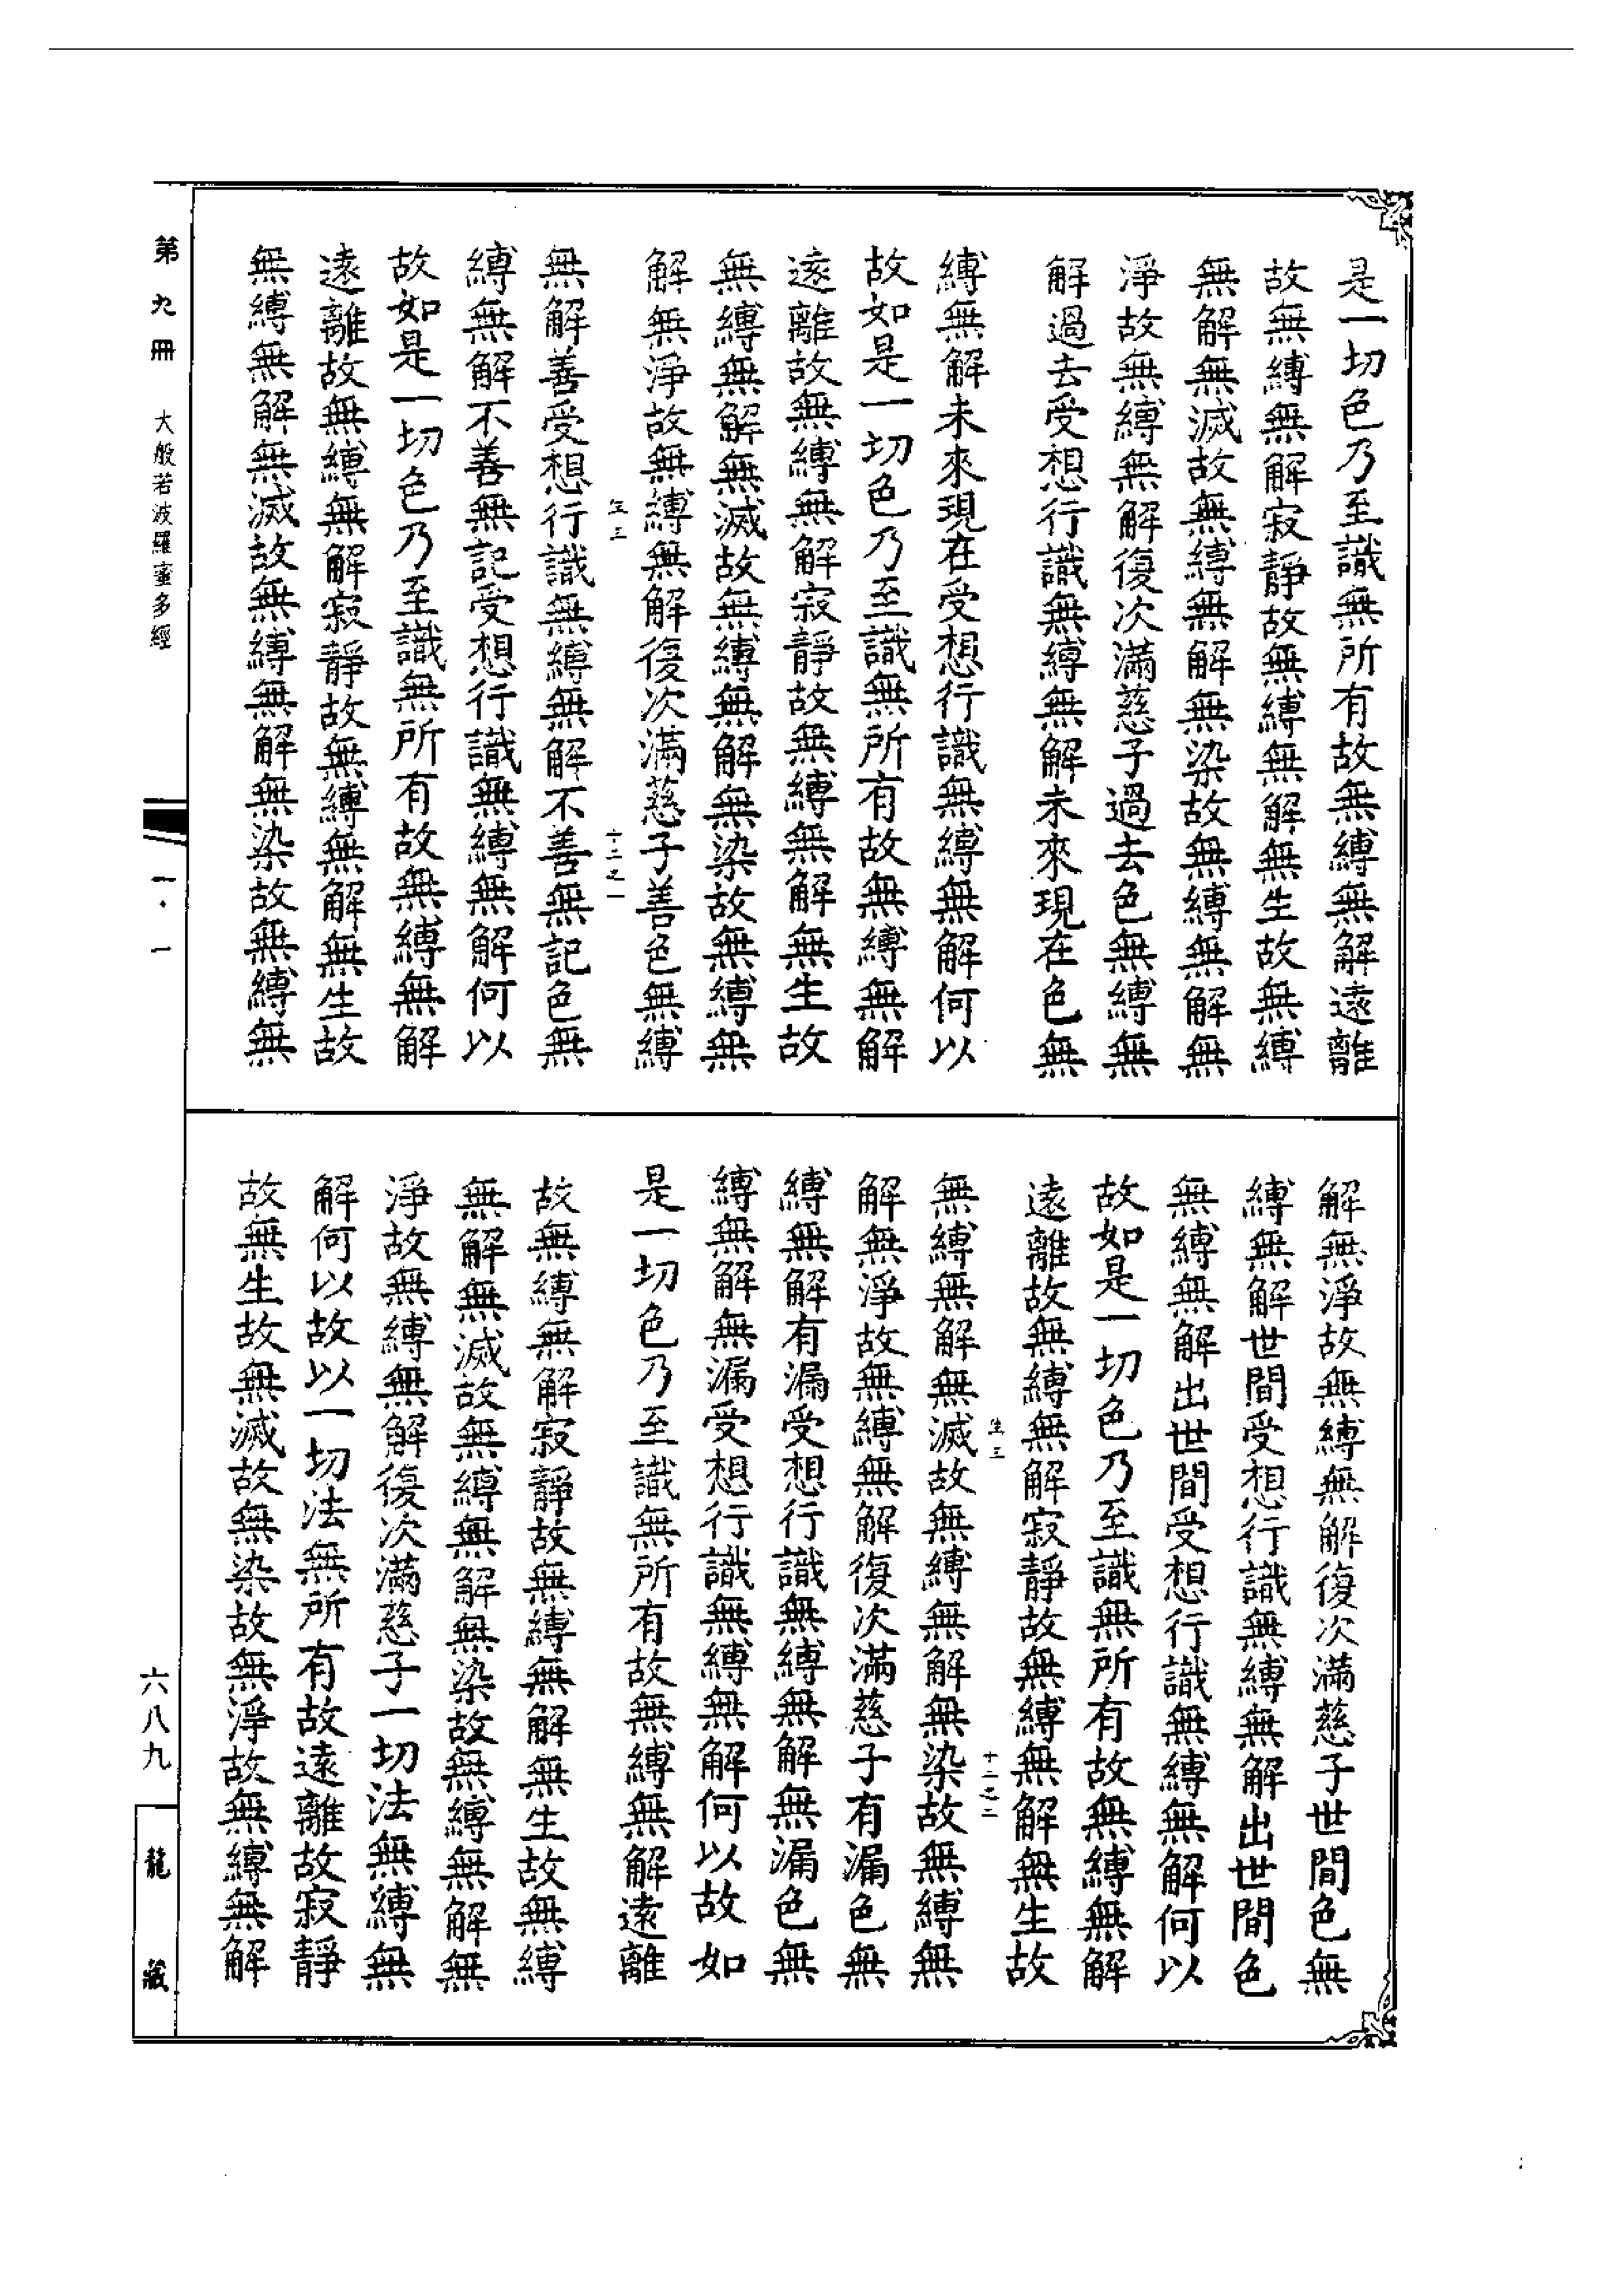 是一切色乃至識無所有故無縛無解遠離
故無縛無解寂靜故無縛無解無生故無縛
無解無滅故無縛無解無染故無縛無解無
淨故無縛無解復次滿慈子過去色無縛無
解過去受想行識無縛無解未來現在色無
縛無解未來現在受想行識無縛無解何以
故如是一切色乃至識無所有故無縛無解
遠離故無縛無解寂靜故無縛無解無生故
無縛無解無滅故無縛無解無染故無縛無
解無淨故無縛無解復次滿慈子善色無縛
生三 十二之一
無解善受想行識無縛無解不善無記色無
縛無解不善無記受想行識無縛無解何以
故如是一切色乃至識無所有故無縛無解
遠離故無縛無解寂靜故無縛無解無生故
無縛無解無滅故無縛無解無染故無縛無
解無淨故無縛無解復次滿慈子世間色無
縛無解世間受想行識無縛無解出世間色
無縛無解出世間受想行識無縛無解何以
故如是一切色乃至識無所有故無縛無解
遠離故無縛無解寂靜故無縛無解無生故
生三 十二之二
無縛無解無滅故無縛無解無染故無縛無
解無淨故無縛無解復次滿慈子有漏色無
縛無解有漏受想行識無縛無解無漏色無
縛無解無漏受想行識無縛無解何以故如
是一切色乃至識無所有故無縛無解遠離
故無縛無解寂靜故無縛無解無生故無縛
無解無滅故無縛無解無染故無縛無解無
淨故無縛無解復次滿慈子一切法無縛無
解何以故以一切法無所有故遠離故寂靜
故無生故無滅故無染故無淨故無縛無解
第九冊 大般若波羅蜜多經 一·一
六八九 龍藏